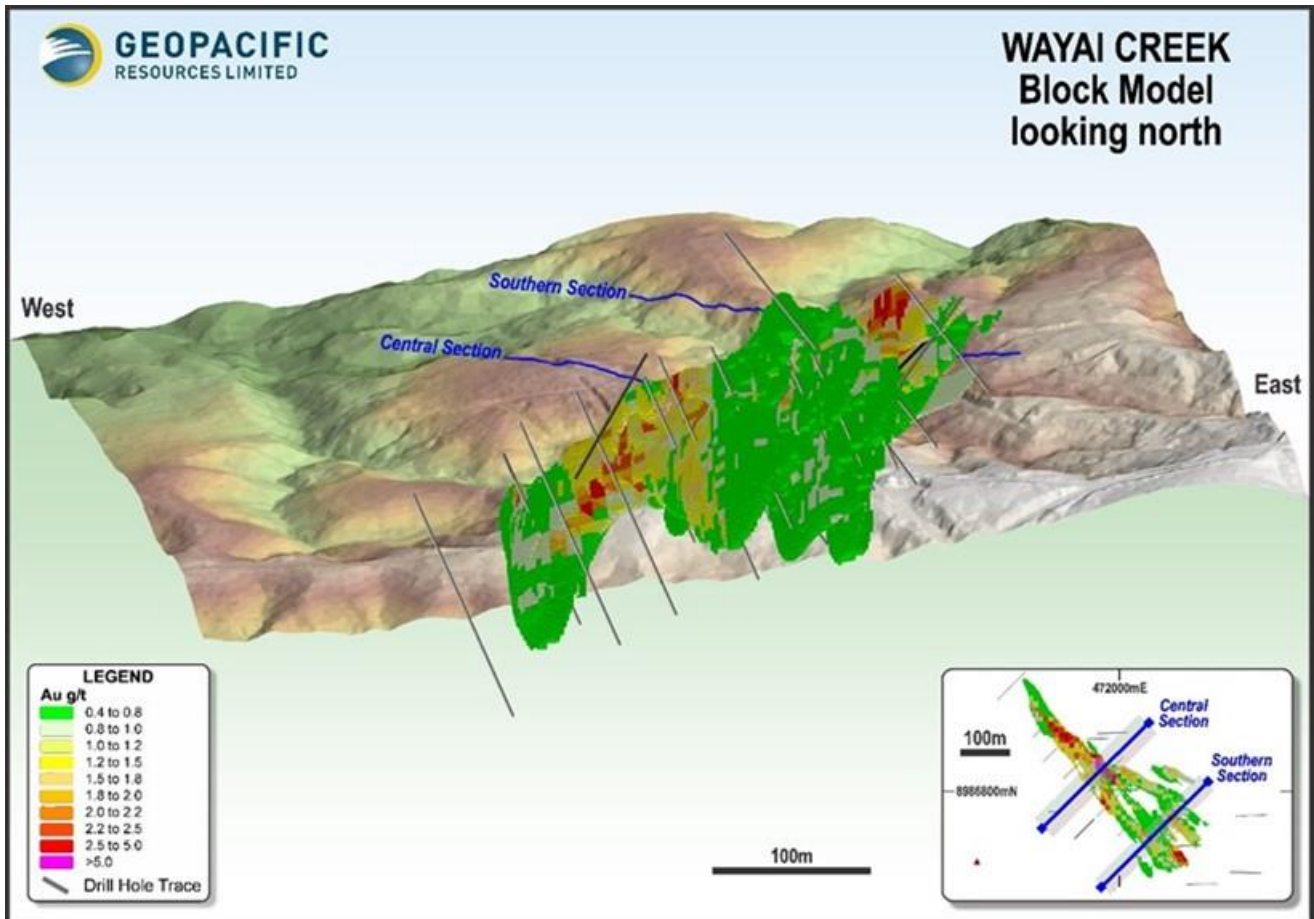 GEOPACIFIC
RESOURCES LIMITED
WAYAI CREEK
Block Model
looking north
West
Southern Section
Central Section
East
LEGEND
Au g/t
0.4 to 0.8
0.8 to 1.0
1.0 to 1.2
1.2 to 1.5
1.5 to 1.8
1.8 to 2.0
2.0 to 2.2
2.2 to 2.5
2.5 to 5.0
>5.0
Drill Hole Trace
100m
472000mE
Central
Section
100m
Southern
Section
8986800mN